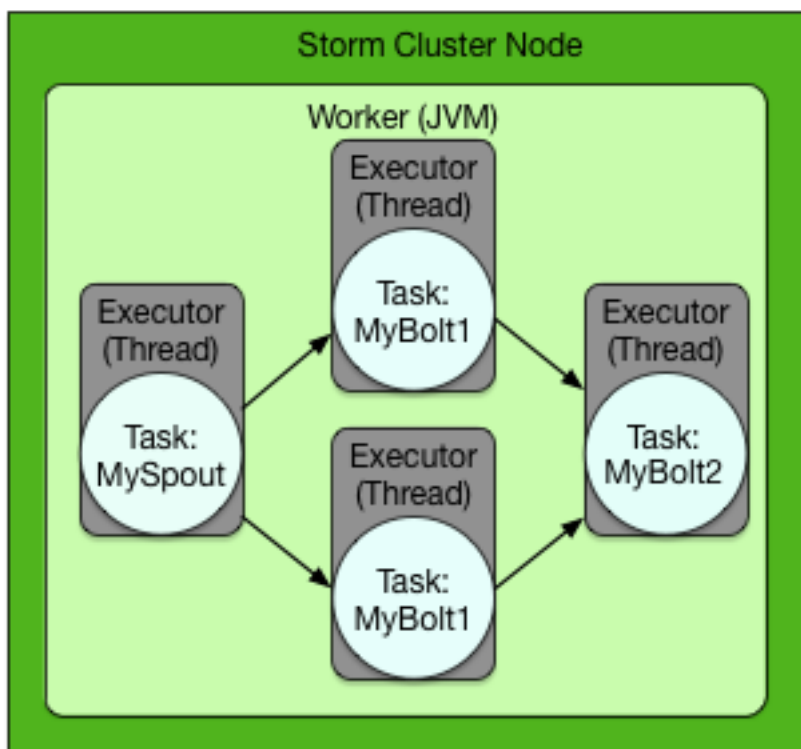 Storm Cluster Node
Worker (JVM)
Executor
(Thread)
Task:
MyBolt1
Executor
(Thread)
Task:
MySpout
Executor
(Thread)
Task:
MyBolt2
Executor
(Thread)
Task:
MyBolt1